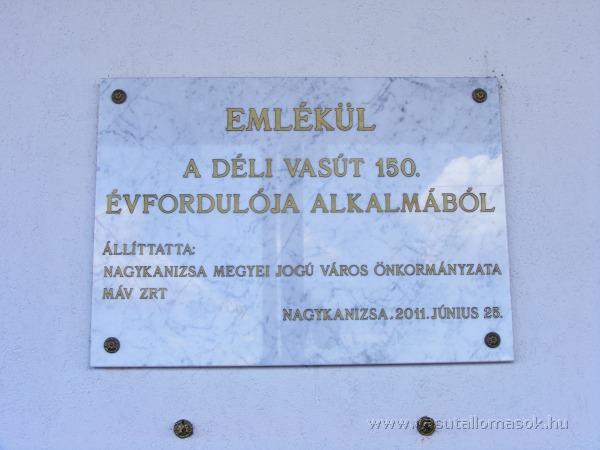 EMLÉKÜL
A DÉLI VASÚT 150.
ÉVFORDULÓJA ALKALMÁBÓL
ÁLLÍTTATTA:
NAGYKANIZSA MEGYEI JOGÚ VÁROS ÖNKORMÁNYZATA
MÁV ZRT
NAGYKANIZSA, 2011. JÚNIUS 25.
www.vasutallomasok.hu